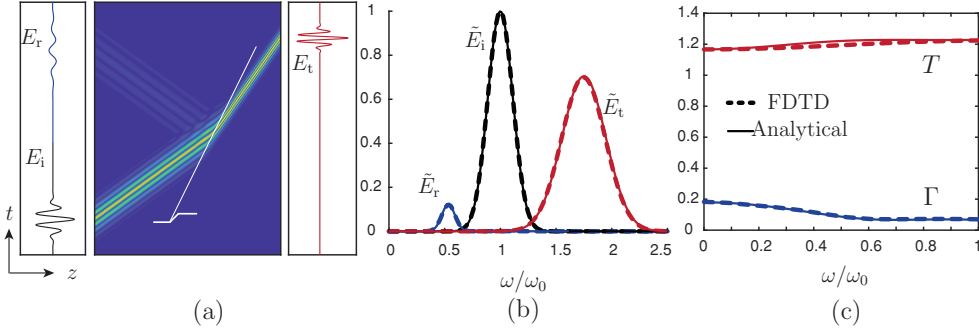 E_r
E_i
t
z
E_t
(a)
1
0.8
0.6
0.4
0.2
0
0
0.5
1
1.5
2
2.5
Ẽ_i
Ẽ_t
Ẽ_r
ω/ω_0
(b)
1.4
1.2
1
0.8
0.6
0.4
0.2
0
0
0.2
0.4
0.6
0.8
1
T
FDTD
Analytical
Γ
ω/ω_0
(c)